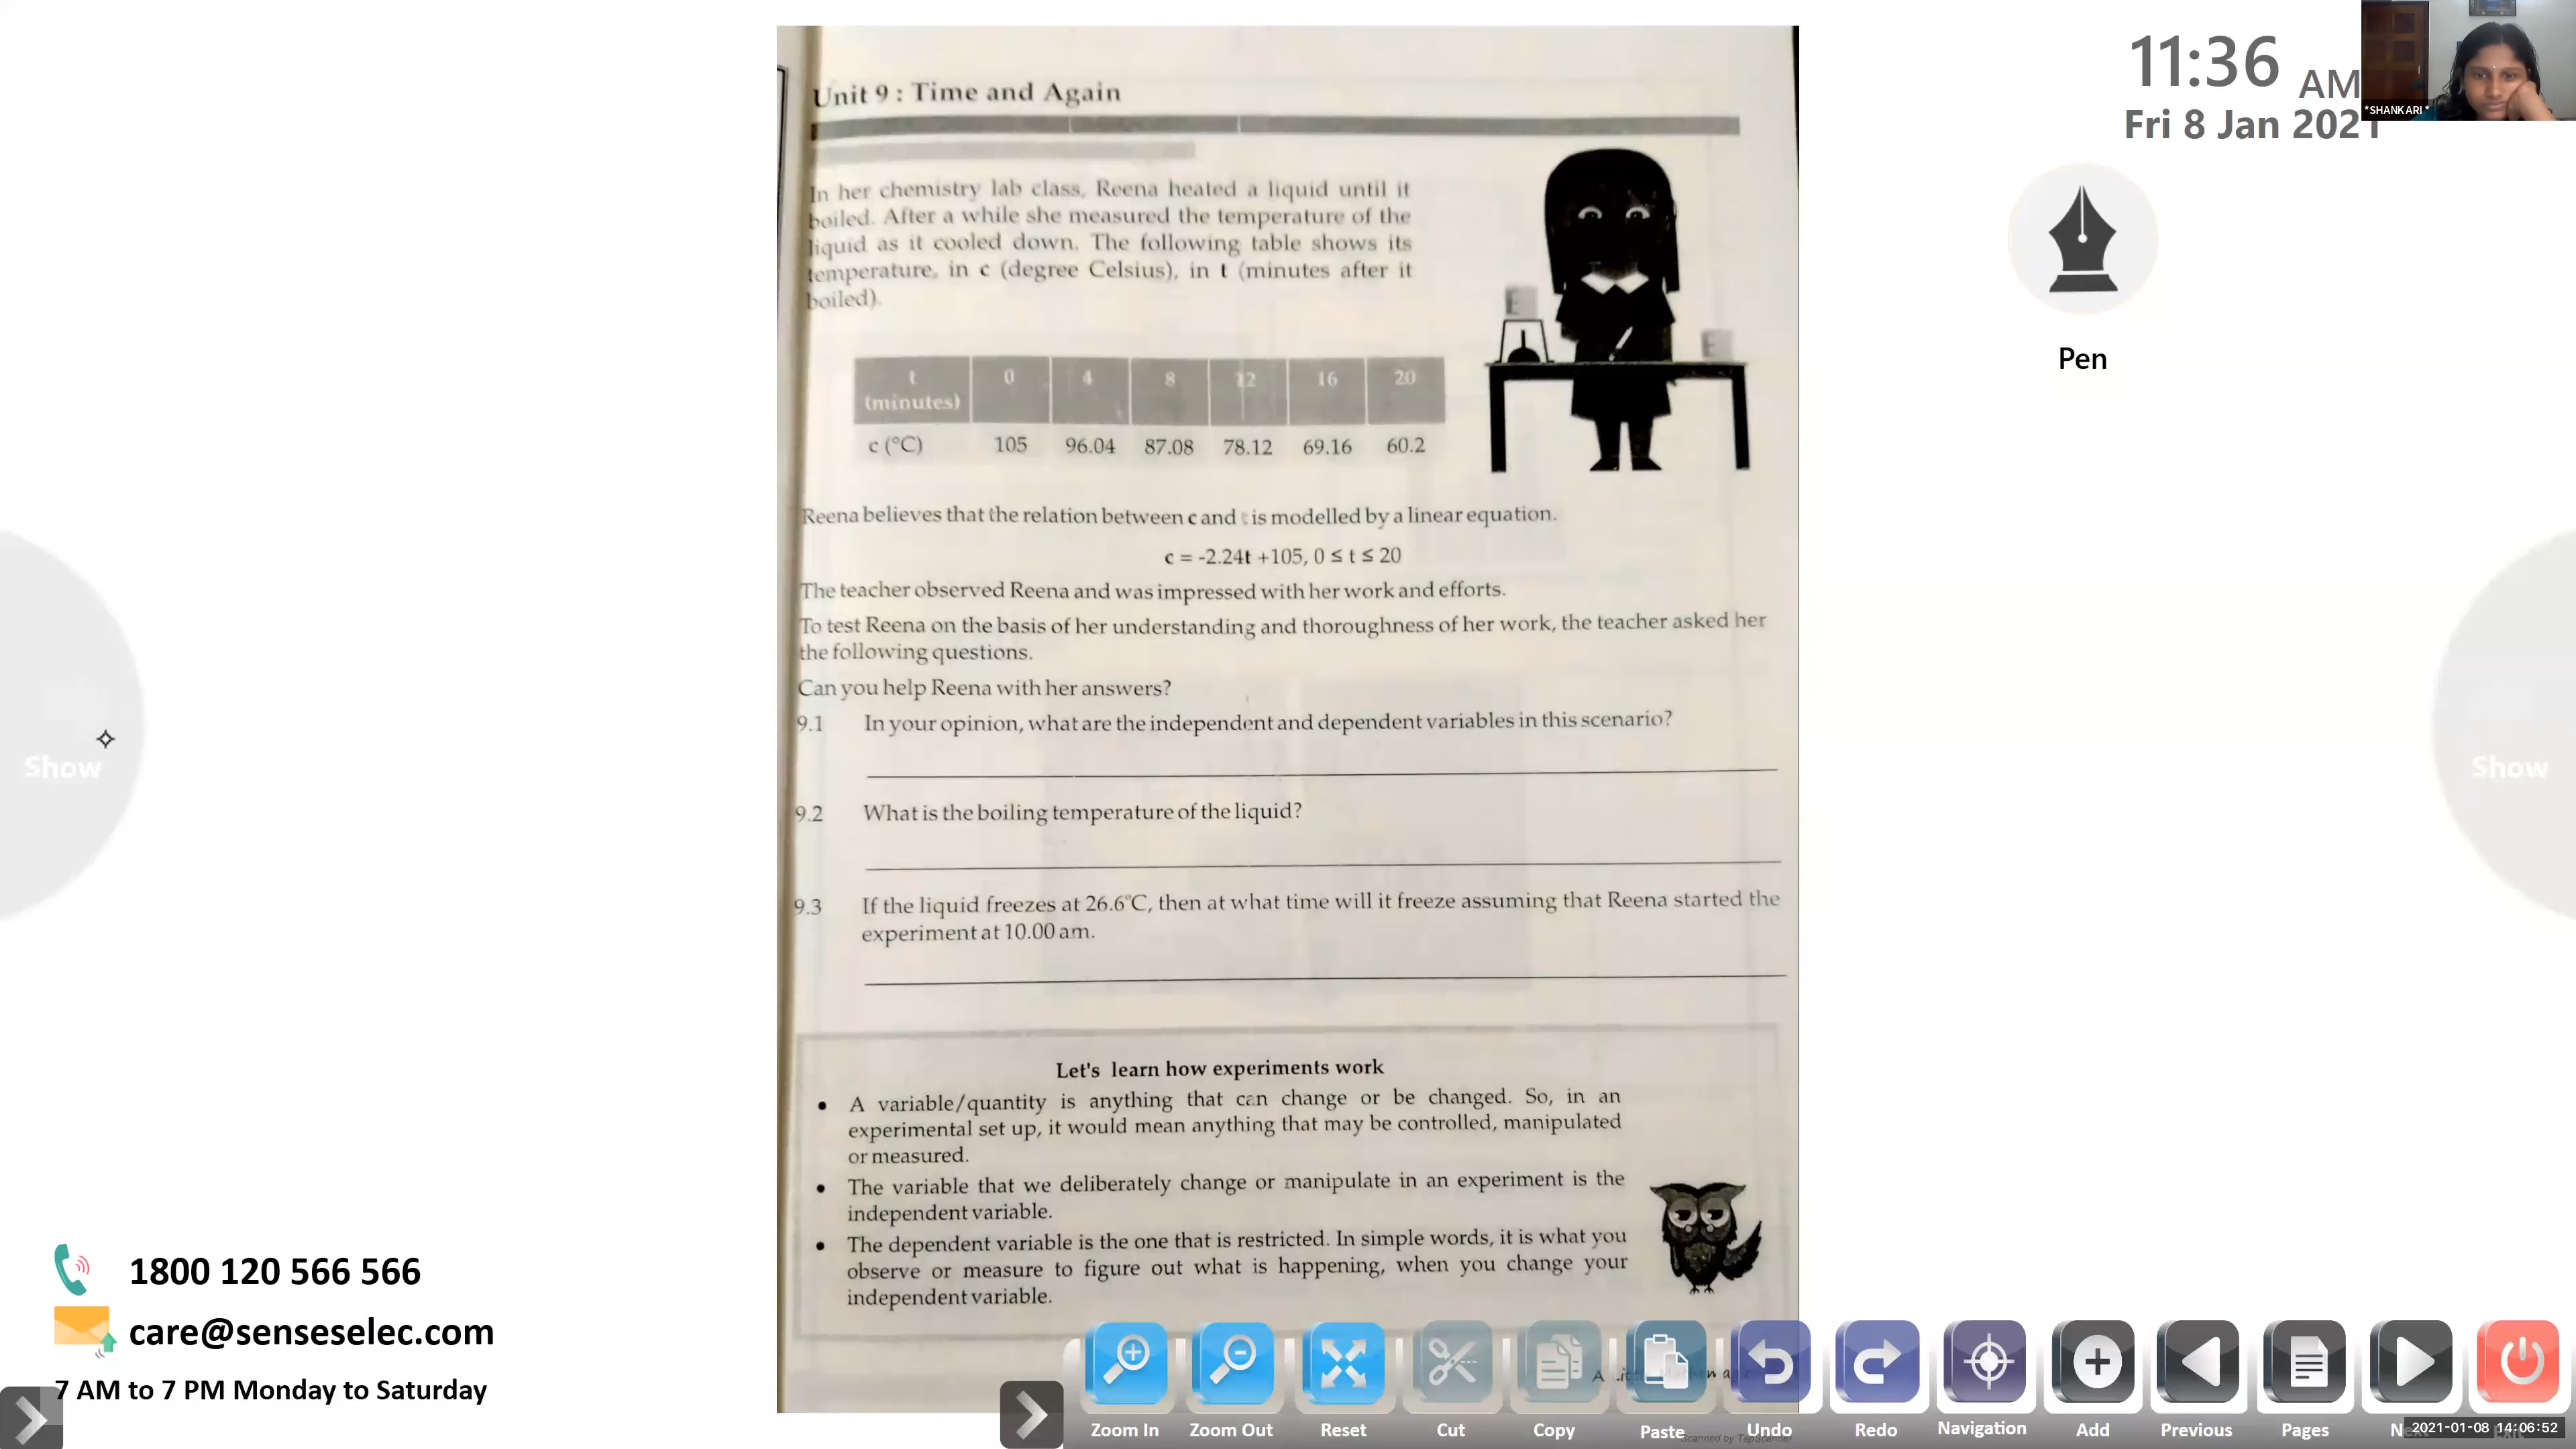 Unit 9 : Time and Again
In her chemistry lab class, Reena heated a liquid until it
boiled. After a while she measured the temperature of the
liquid as it cooled down. The following table shows its
temperature, in c (degree Celsius), in t (minutes after it
boiled).
t (minutes) 0 4 8 12 16 20
c (°C) 105 96.04 87.08 78.12 69.16 60.2
Reena believes that the relation between c and t is modelled by a linear equation.
c = -2.24t +105, 0 ≤ t ≤ 20
The teacher observed Reena and was impressed with her work and efforts.
To test Reena on the basis of her understanding and thoroughness of her work, the teacher asked her
the following questions.
Can you help Reena with her answers?
9.1 In your opinion, what are the independent and dependent variables in this scenario?
9.2 What is the boiling temperature of the liquid?
9.3 If the liquid freezes at 26.6°C, then at what time will it freeze assuming that Reena started the
experiment at 10.00 am.
Let's learn how experiments work
• A variable/quantity is anything that can change or be changed. So, in an
experimental set up, it would mean anything that may be controlled, manipulated
or measured.
• The variable that we deliberately change or manipulate in an experiment is the
independent variable.
• The dependent variable is the one that is restricted. In simple words, it is what you
observe or measure to figure out what is happening, when you change your
independent variable.
Scanned by TapScanner
11:36 AM
Fri 8 Jan 2021
*SHANKARI*
Pen
Show
Show
1800 120 566 566
care@senseselec.com
7 AM to 7 PM Monday to Saturday
Zoom In Zoom Out Reset Cut Copy Paste Undo Redo Navigation Add Previous Pages
2021-01-08 14:06:52